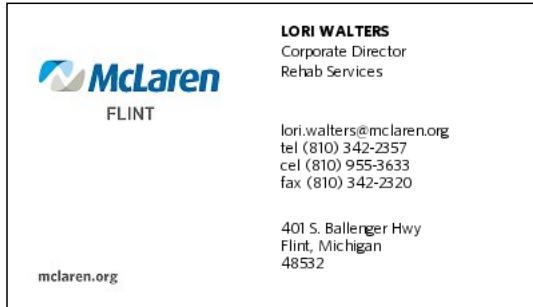 McLaren
FLINT
mclaren.org
LORI WALTERS
Corporate Director
Rehab Services
lori.walters@mclaren.org
tel (810) 342-2357
cel (810) 955-3633
fax (810) 342-2320
401 S. Ballenger Hwy
Flint, Michigan
48532